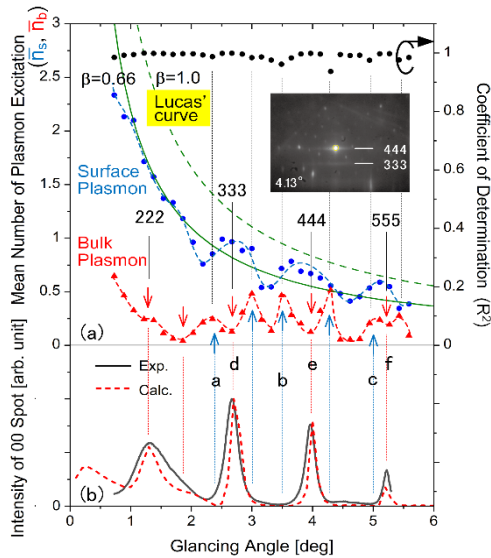 Mean Number of Plasmon Excitation
(n̄s, n̄b)
3
2.5
2
1.5
1
0.5
0
β=0.66
β=1.0
Lucas'
curve
Surface
Plasmon
Bulk
Plasmon
222
333
444
555
444
333
4.13°
(a)
1
0.8
0.6
0.4
0.2
0
Coefficient of Determination
(R²)
Intensity of 00 Spot [arb. unit]
0
Exp.
Calc.
a
d
b
e
c
f
(b)
0 1 2 3 4 5 6
Glancing Angle [deg]